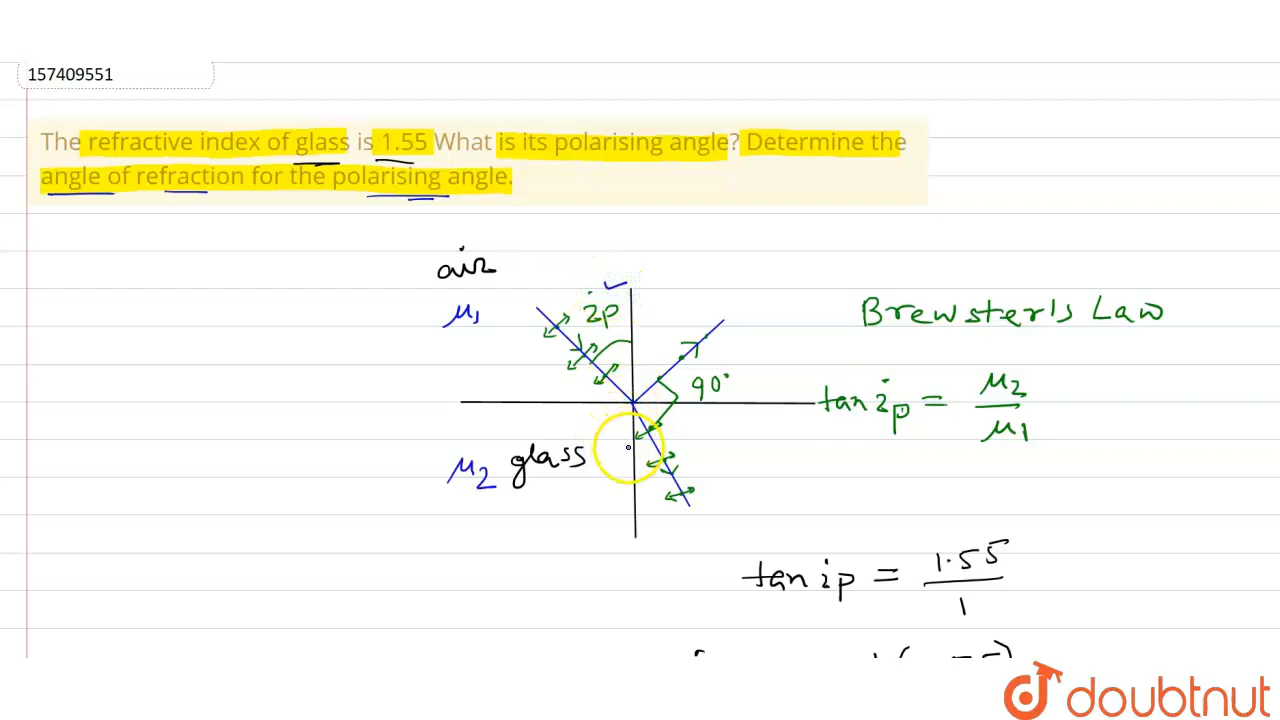 157409551
The refractive index of glass is 1.55 What is its polarising angle? Determine the
angle of refraction for the polarising angle.
air
μ1
ip
Brewster's Law
90°
tan ip = μ2/μ1
μ2 glass
tan ip = 1.55/1
doubtnut